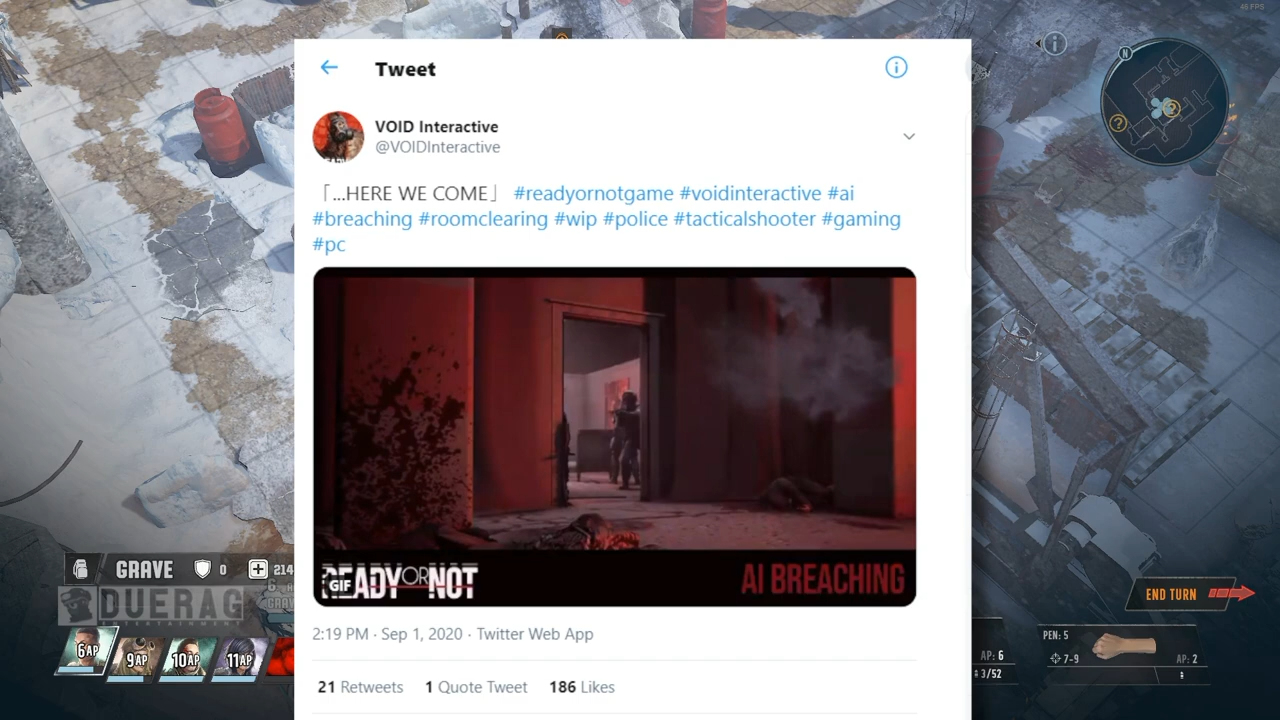 46 FPS
N
Tweet
VOID Interactive
@VOIDInteractive
「...HERE WE COME」 #readyornotgame #voidinteractive #ai
#breaching #roomclearing #wip #police #tacticalshooter #gaming
#pc
READY OR NOT
GIF
AI BREACHING
2:19 PM · Sep 1, 2020 · Twitter Web App
21 Retweets 1 Quote Tweet 186 Likes
GRAVE 0 214
DUERAG
ENTERTAINMENT
6AP 9AP 10AP 11AP
END TURN
AP: 6
3/52
PEN: 5
7-9
AP: 2